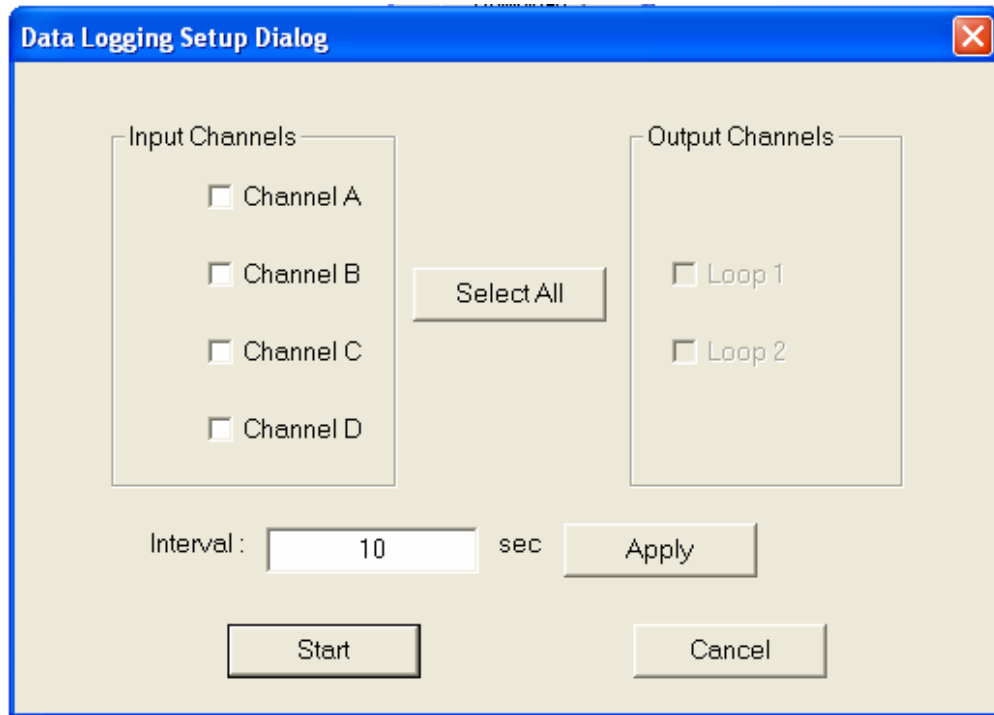 Data Logging Setup Dialog
Input Channels
Channel A
Channel B
Channel C
Channel D
Select All
Output Channels
Loop 1
Loop 2
Interval :
10
sec
Apply
Start
Cancel